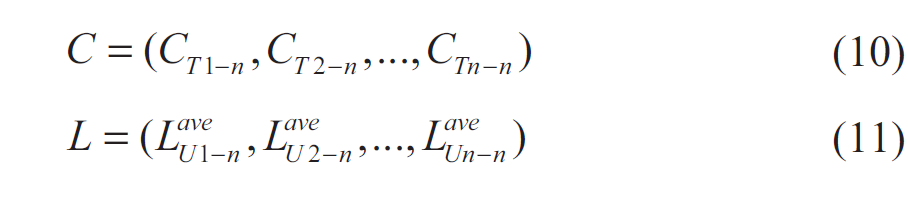 C = (C_{T1−n}, C_{T2−n}, ..., C_{Tn−n}) (10)
L = (L^{ave}_{U1−n}, L^{ave}_{U2−n}, ..., L^{ave}_{Un−n}) (11)